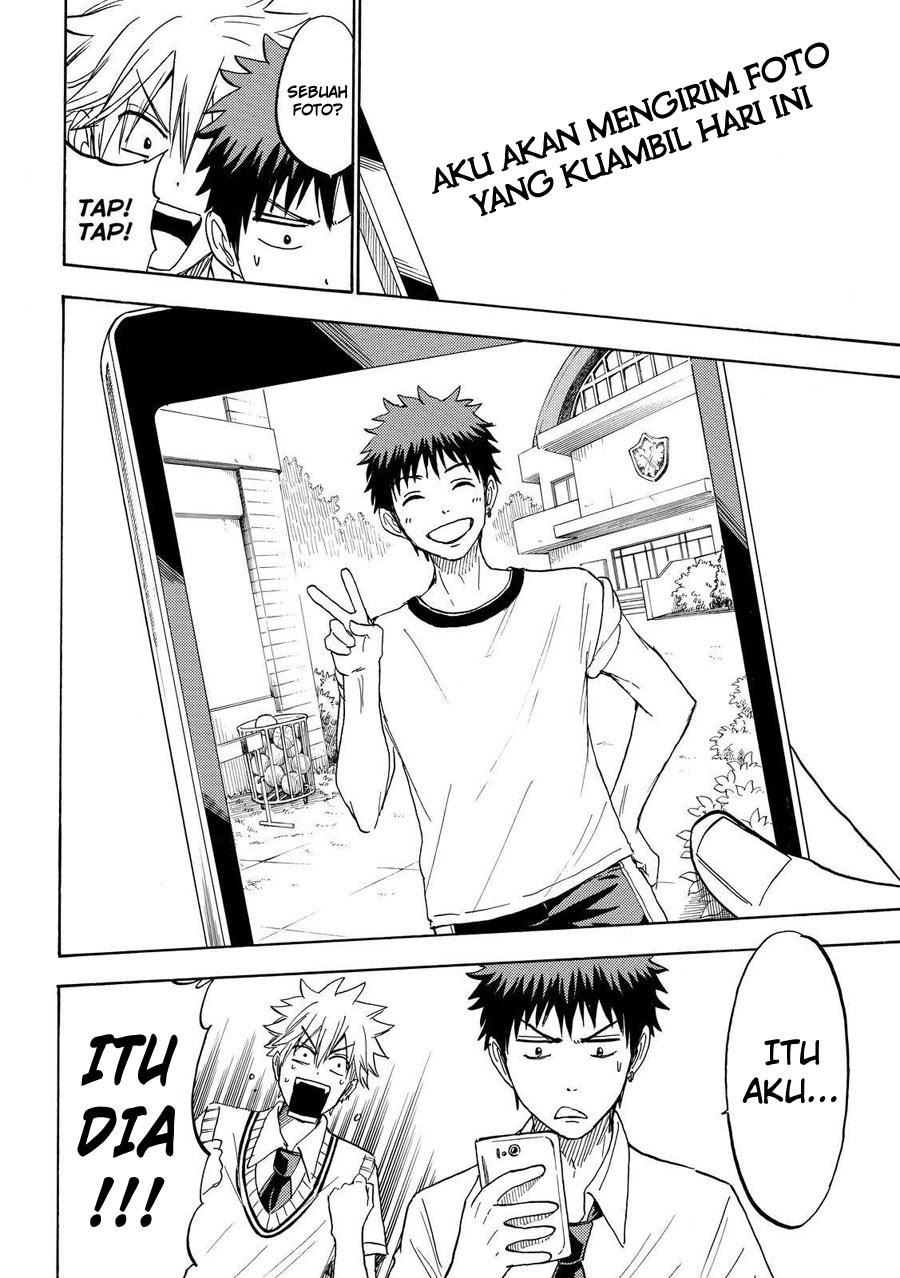 AKU AKAN MENGIRIM FOTO
YANG KUAMBIL HARI INI
SEBUAH
FOTO?
TAP!
TAP!
ITU
AKU...
ITU
DIA
!!!